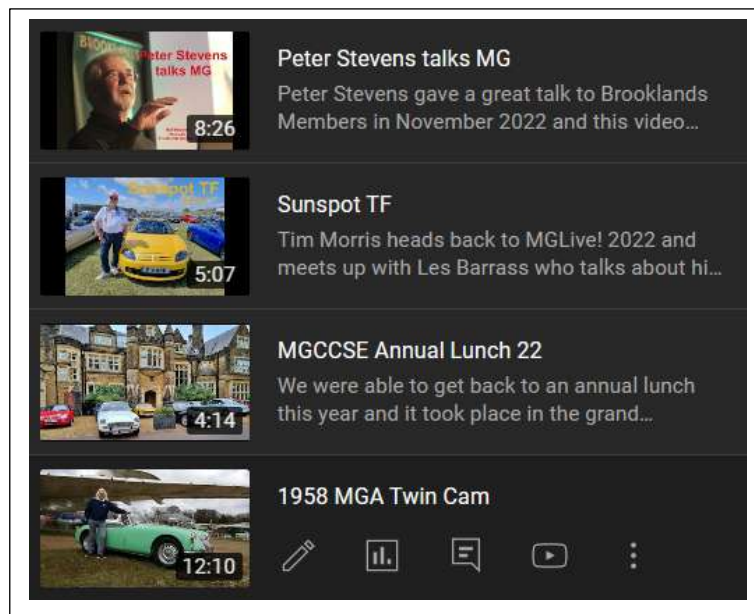 Peter Stevens
talks MG
8:26
Peter Stevens talks MG
Peter Stevens gave a great talk to Brooklands
Members in November 2022 and this video…
Sunspot TF
5:07
Sunspot TF
Tim Morris heads back to MGLive! 2022 and
meets up with Les Barrass who talks about hi…
4:14
MGCCSE Annual Lunch 22
We were able to get back to an annual lunch
this year and it took place in the grand…
12:10
1958 MGA Twin Cam